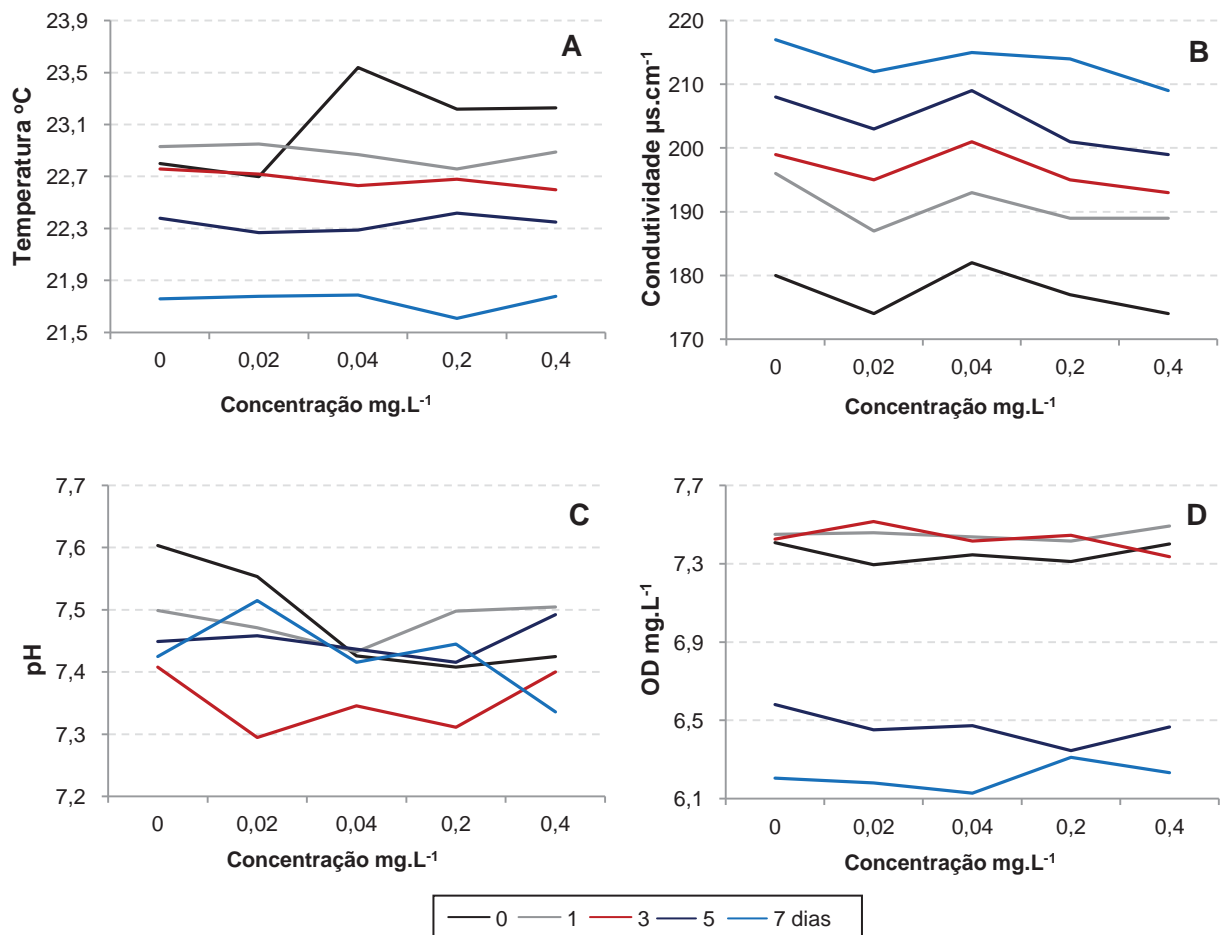 A
Temperatura ºC
23,9
23,5
23,1
22,7
22,3
21,9
21,5
0 0,02 0,04 0,2 0,4
Concentração mg.L-1
B
Condutividade µs.cm-1
220
210
200
190
180
170
0 0,02 0,04 0,2 0,4
Concentração mg.L-1
C
pH
7,7
7,6
7,5
7,4
7,3
7,2
0 0,02 0,04 0,2 0,4
Concentração mg.L-1
D
OD mg.L-1
7,7
7,3
6,9
6,5
6,1
0 0,02 0,04 0,2 0,4
Concentração mg.L-1
0 1 3 5 7 dias